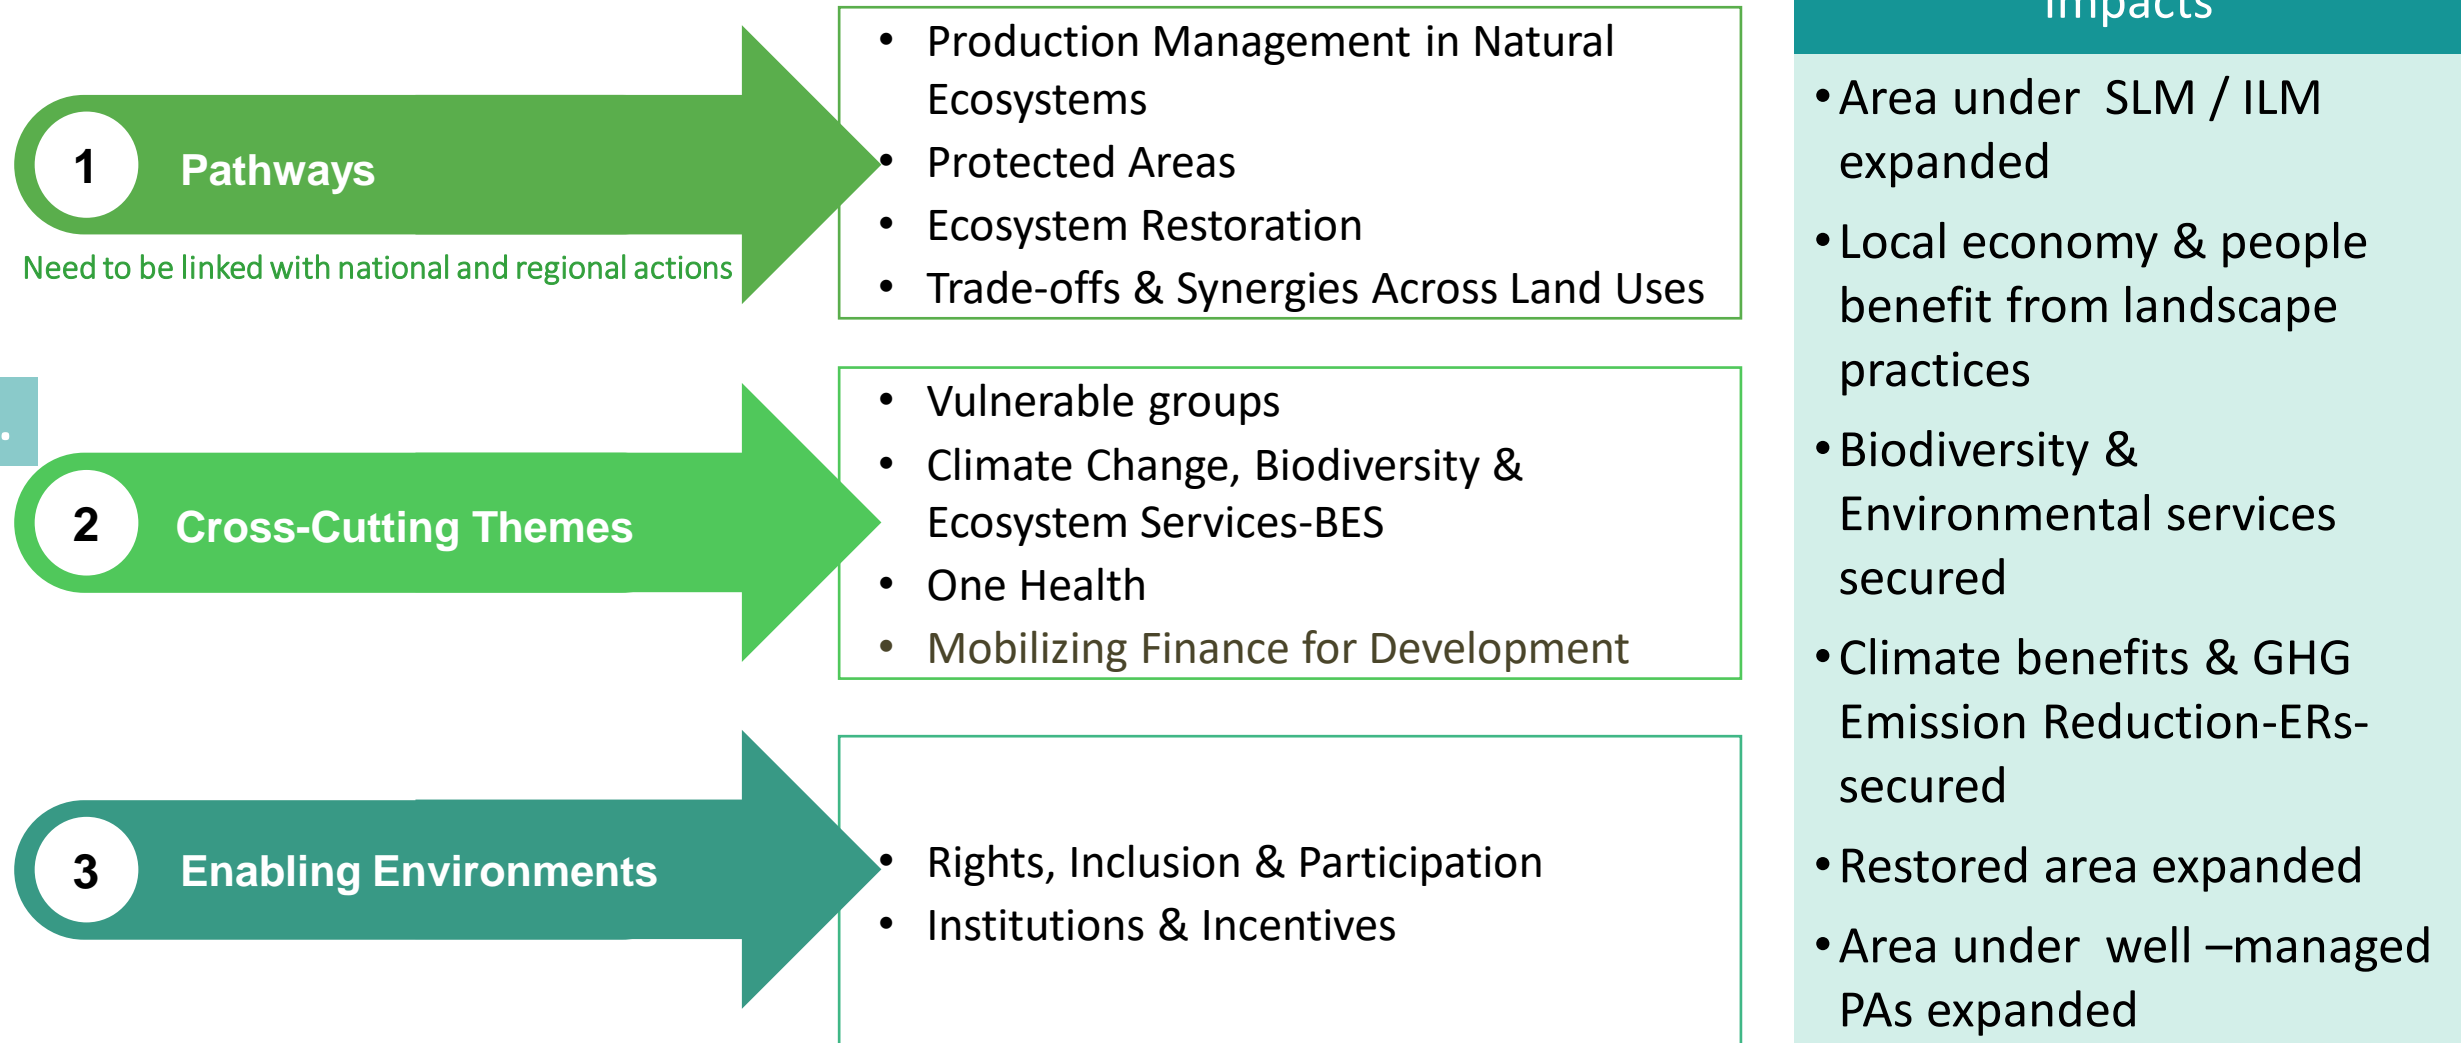 1
Pathways
Need to be linked with national and regional actions
• Production Management in Natural
Ecosystems
• Protected Areas
• Ecosystem Restoration
• Trade-offs & Synergies Across Land Uses
.
2
Cross-Cutting Themes
• Vulnerable groups
• Climate Change, Biodiversity &
Ecosystem Services-BES
• One Health
• Mobilizing Finance for Development
3
Enabling Environments
• Rights, Inclusion & Participation
• Institutions & Incentives
Impacts
• Area under SLM / ILM
expanded
• Local economy & people
benefit from landscape
practices
• Biodiversity &
Environmental services
secured
• Climate benefits & GHG
Emission Reduction-ERs-
secured
• Restored area expanded
• Area under well –managed
PAs expanded